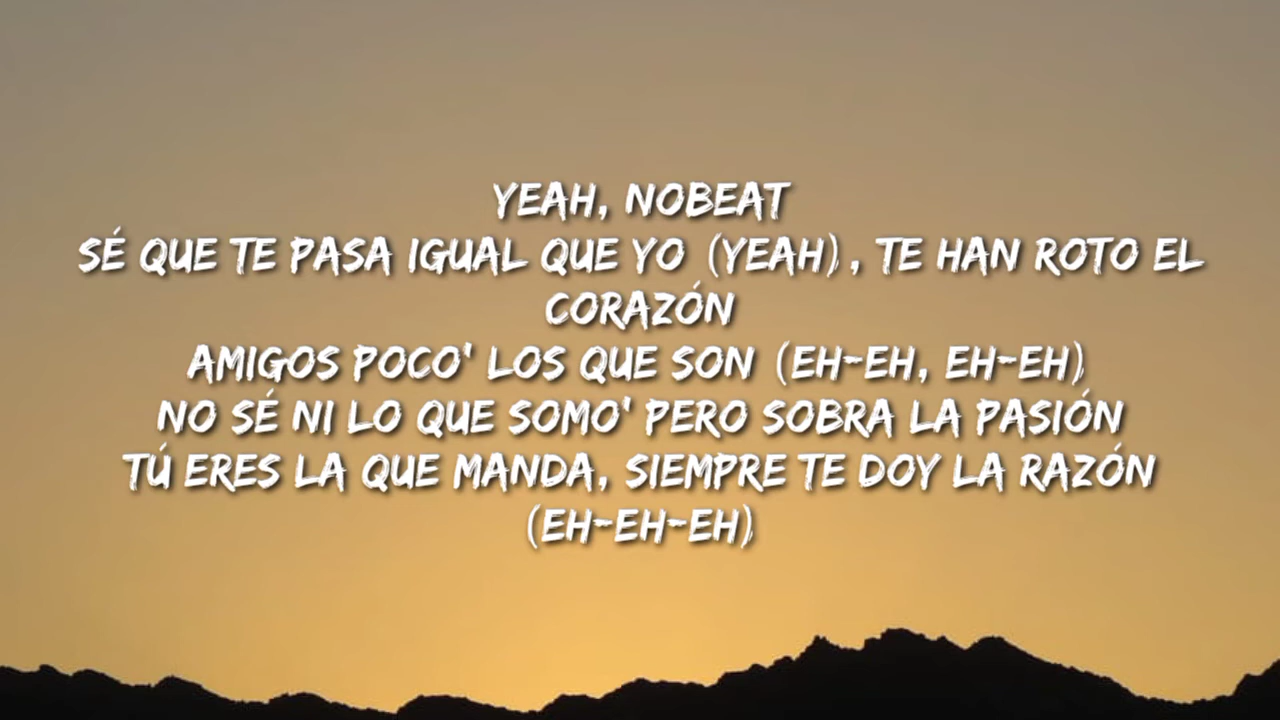 YEAH, NOBEAT
SÉ QUE TE PASA IGUAL QUE YO (YEAH), TE HAN ROTO EL
CORAZÓN
AMIGOS POCO' LOS QUE SON (EH-EH, EH-EH)
NO SÉ NI LO QUE SOMO' PERO SOBRA LA PASIÓN
TÚ ERES LA QUE MANDA, SIEMPRE TE DOY LA RAZÓN
(EH-EH-EH)